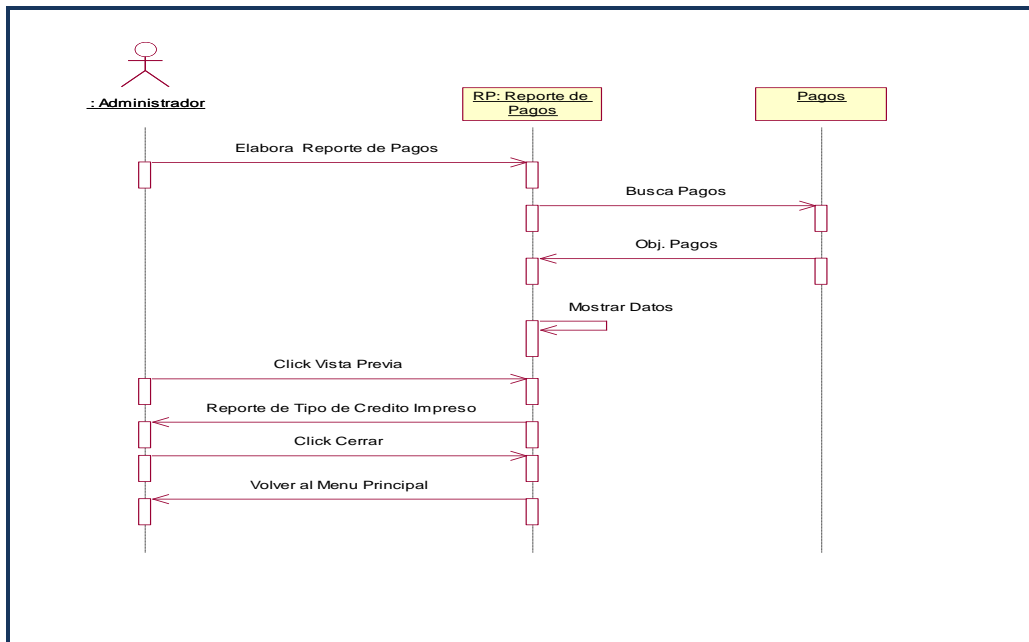 : Administrador
RP: Reporte de
Pagos
Pagos
Elabora Reporte de Pagos
Busca Pagos
Obj. Pagos
Mostrar Datos
Click Vista Previa
Reporte de Tipo de Credito Impreso
Click Cerrar
Volver al Menu Principal